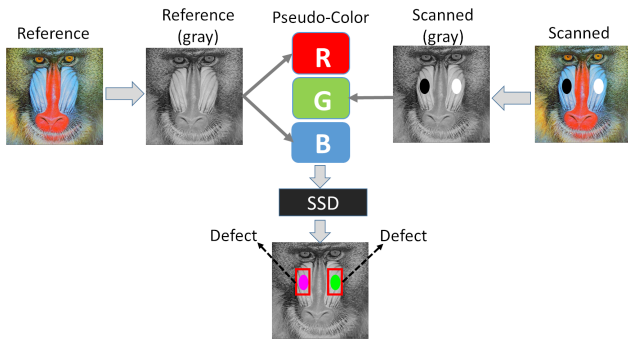 Reference
Reference
(gray)
Pseudo-Color
Scanned
(gray)
Scanned
R
G
B
SSD
Defect
Defect